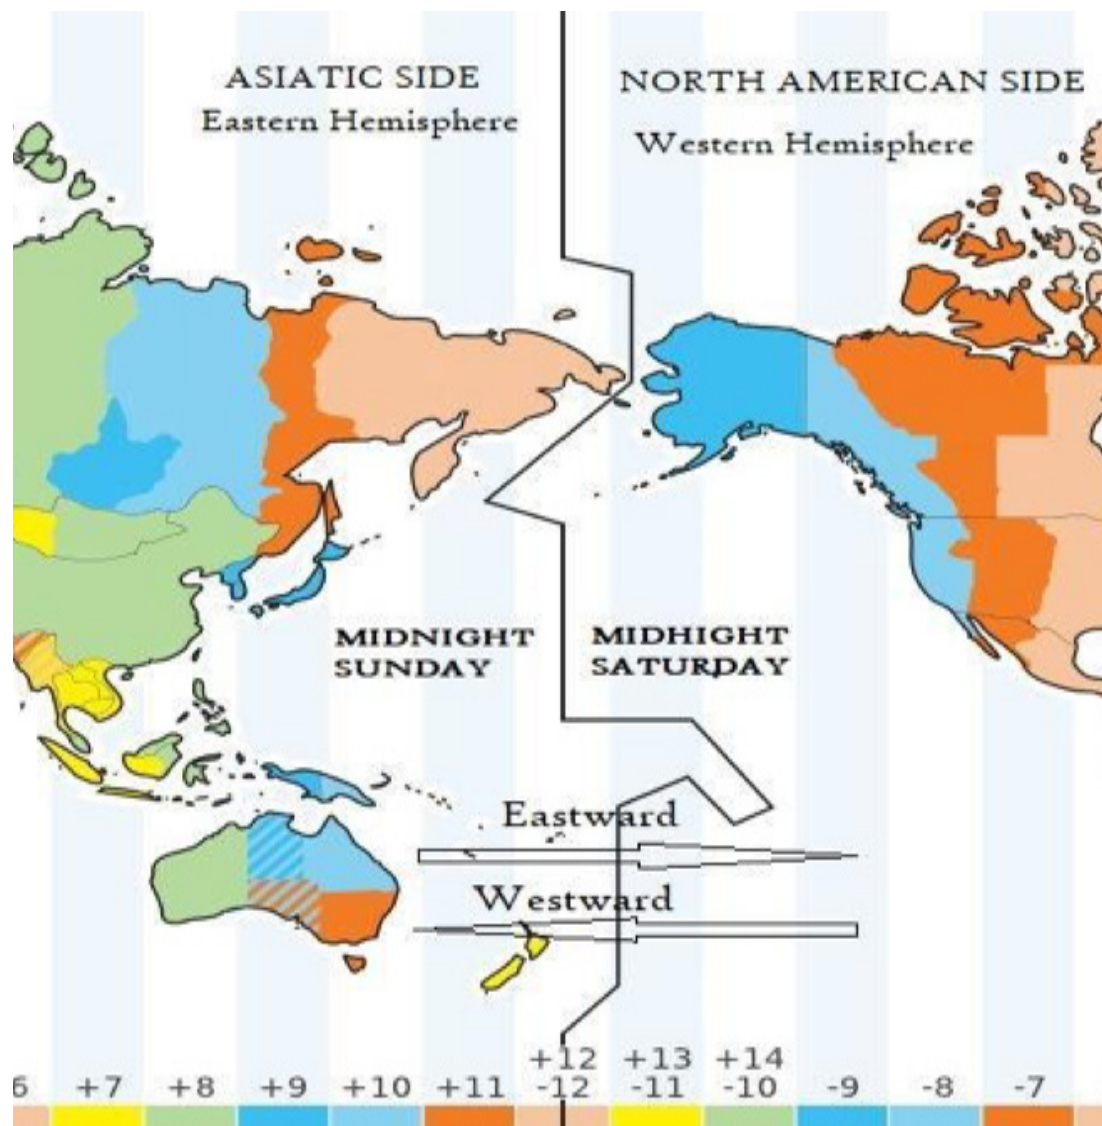 ASIATIC SIDE
Eastern Hemisphere
NORTH AMERICAN SIDE
Western Hemisphere
MIDNIGHT
SUNDAY
MIDHIGHT
SATURDAY
Eastward
Westward
+12 +13 +14
6 +7 +8 +9 +10 +11 -12 -11 -10 -9 -8 -7